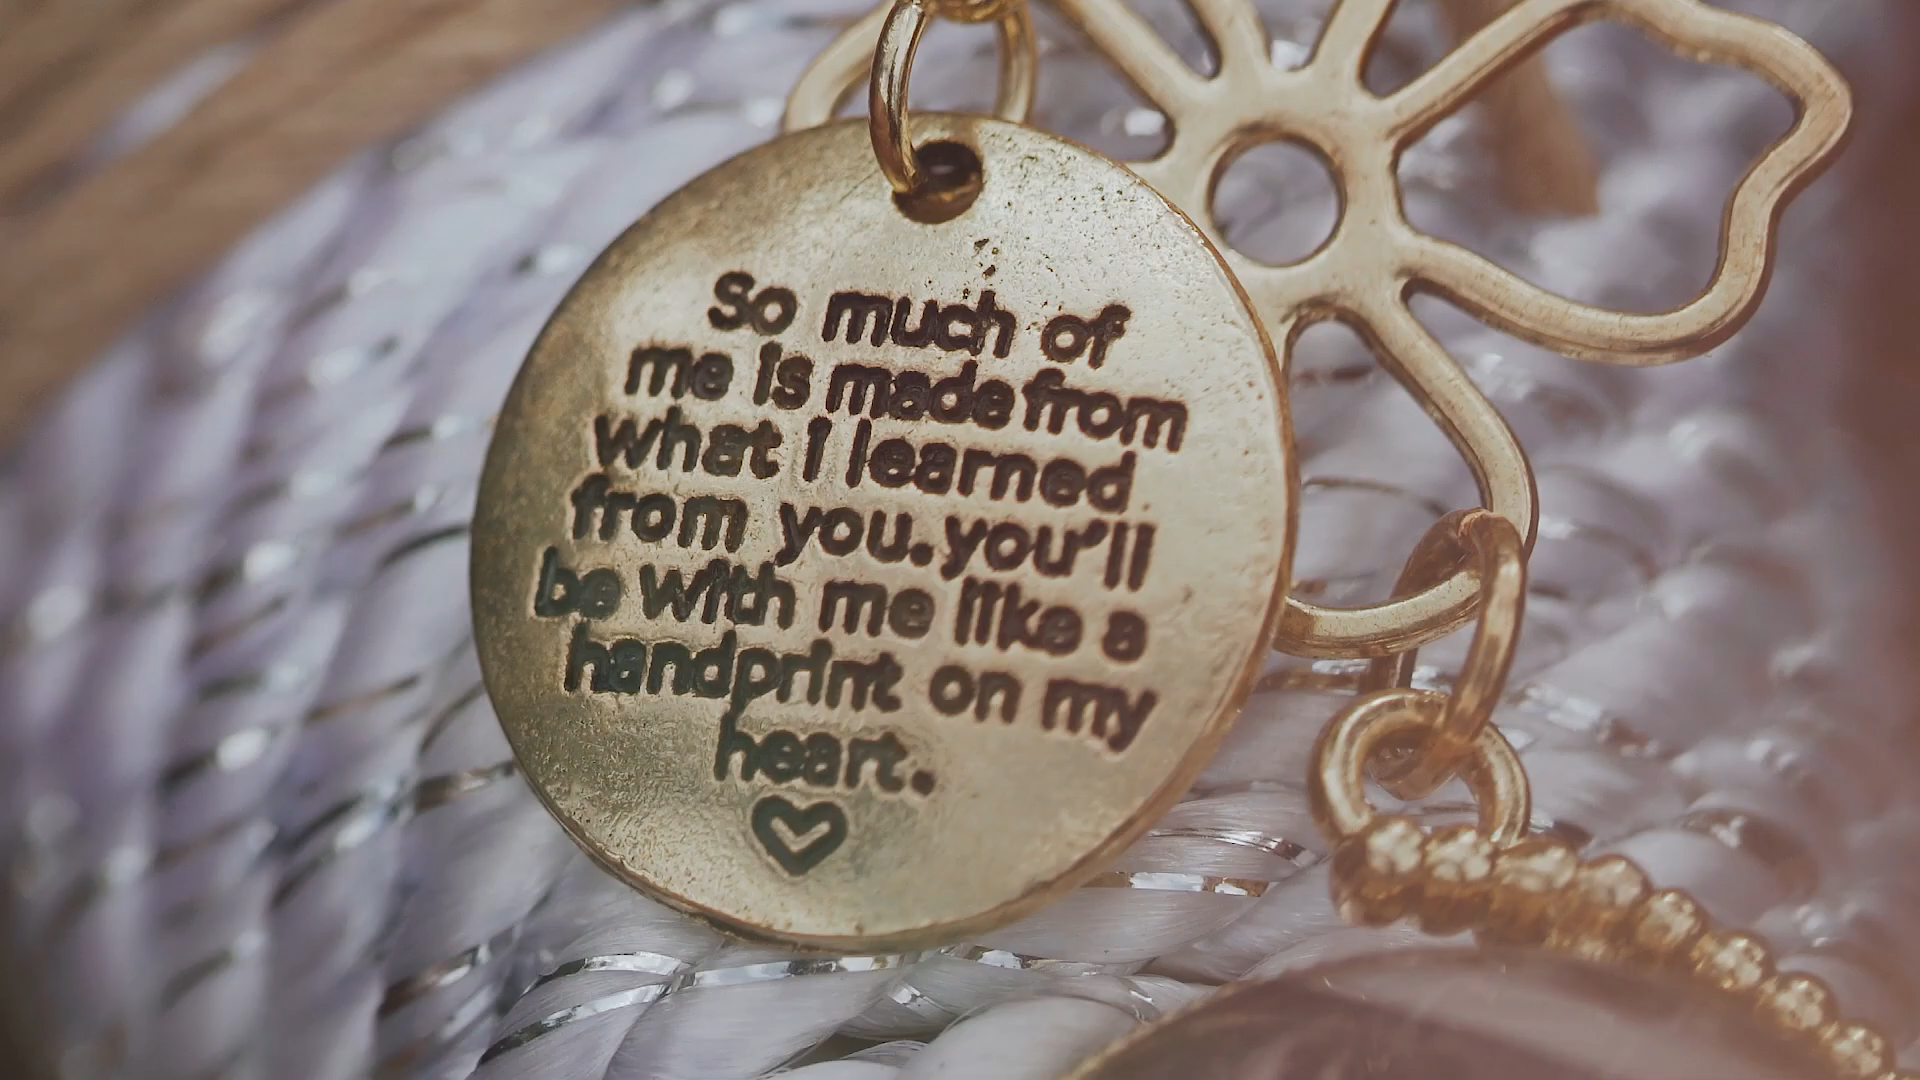 So much of
me is made from
what I learned
from you. you'll
be with me like a
handprint on my
heart.